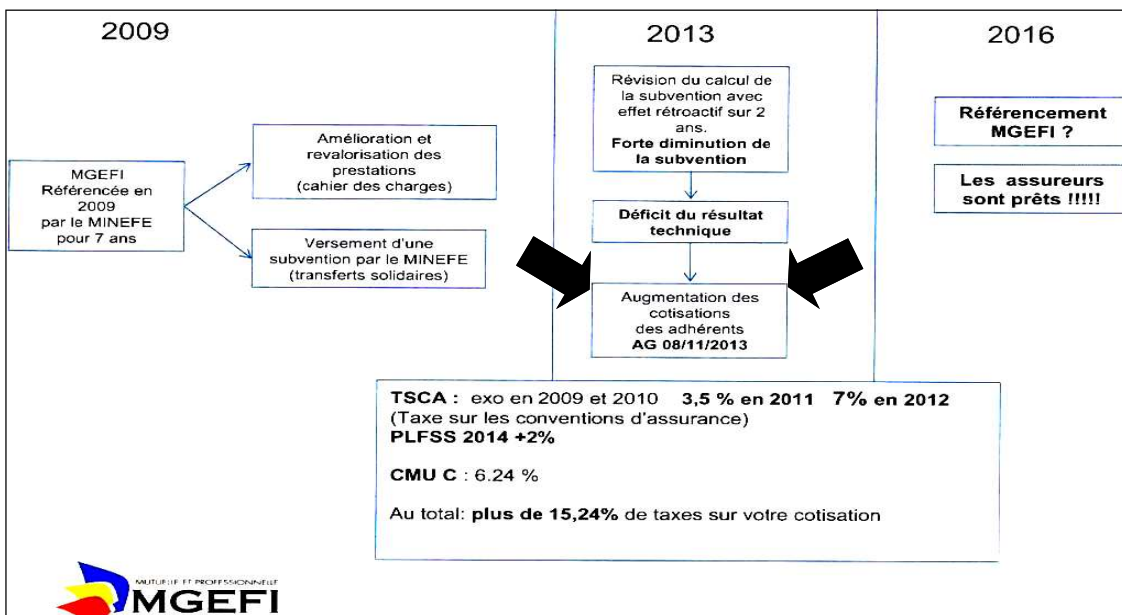 2009
2013
2016
MGEFI
Référencée en
2009
par le MINEFE
pour 7 ans
Amélioration et
revalorisation des
prestations
(cahier des charges)
Versement d'une
subvention par le MINEFE
(transferts solidaires)
Révision du calcul de
la subvention avec
effet rétroactif sur 2
ans.
Forte diminution de
la subvention
Déficit du résultat
technique
Augmentation des
cotisations
des adhérents
AG 08/11/2013
Référencement
MGEFI ?
Les assureurs
sont prêts !!!!!
TSCA : exo en 2009 et 2010 3,5 % en 2011 7% en 2012
(Taxe sur les conventions d'assurance)
PLFSS 2014 +2%
CMU C : 6.24 %
Au total: plus de 15,24% de taxes sur votre cotisation
MUTUELLE ET PROFESSIONNELLE
MGEFI